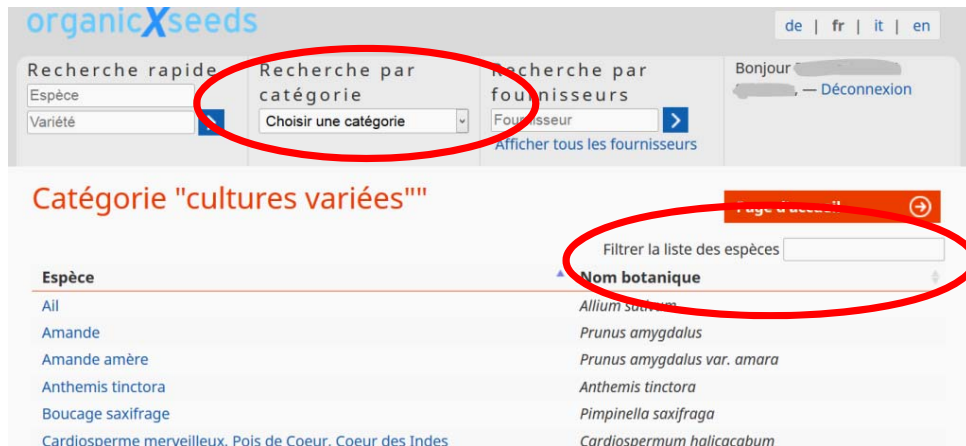 organicXseeds
de | fr | it | en
Recherche rapide
Espèce
Variété
Recherche par
catégorie
Choisir une catégorie
Recherche par
fournisseurs
Fournisseur
Afficher tous les fournisseurs
Bonjour
, — Déconnexion
Catégorie "cultures variées""
Page d'accueil
Filtrer la liste des espèces
Espèce Nom botanique
Ail Allium sativum
Amande Prunus amygdalus
Amande amère Prunus amygdalus var. amara
Anthemis tinctora Anthemis tinctora
Boucage saxifrage Pimpinella saxifraga
Cardiosperme merveilleux, Pois de Coeur, Coeur des Indes Cardiospermum halicacabum